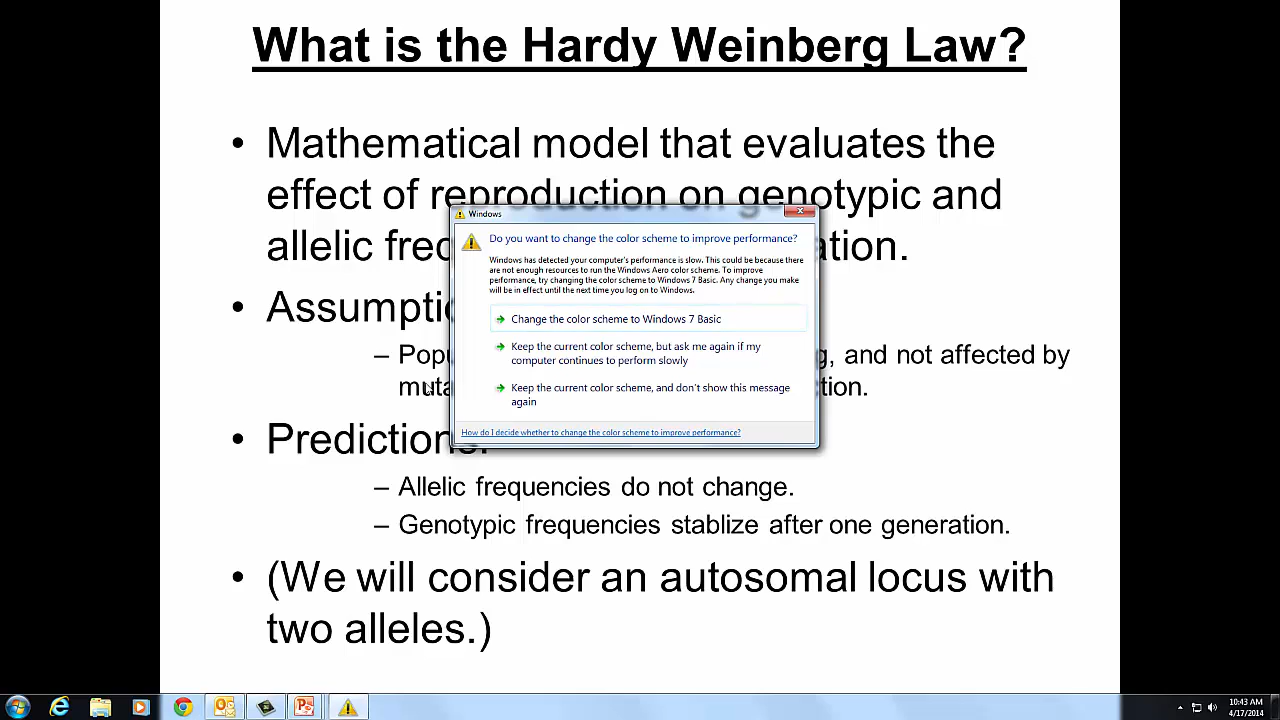 What is the Hardy Weinberg Law?
• Mathematical model that evaluates the
effect of reproduction on genotypic and
allelic
• 
– and not affected by

• Predictions:
– Allelic frequencies do not change.
– Genotypic frequencies stablize after one generation.
• (We will consider an autosomal locus with
two alleles.)
Windows
Do you want to change the color scheme to improve performance?
Windows has detected your computer's performance is slow. This could be because there
are not enough resources to run the Windows Aero color scheme. To improve
performance, try changing the color scheme to Windows 7 Basic. Any change you make
will be in effect until the next time you log on to Windows.
Change the color scheme to Windows 7 Basic
Keep the current color scheme, but ask me again if my
computer continues to perform slowly
Keep the current color scheme, and don't show this message
again
How do I decide whether to change the color scheme to improve performance?
10:43 AM
4/17/2014